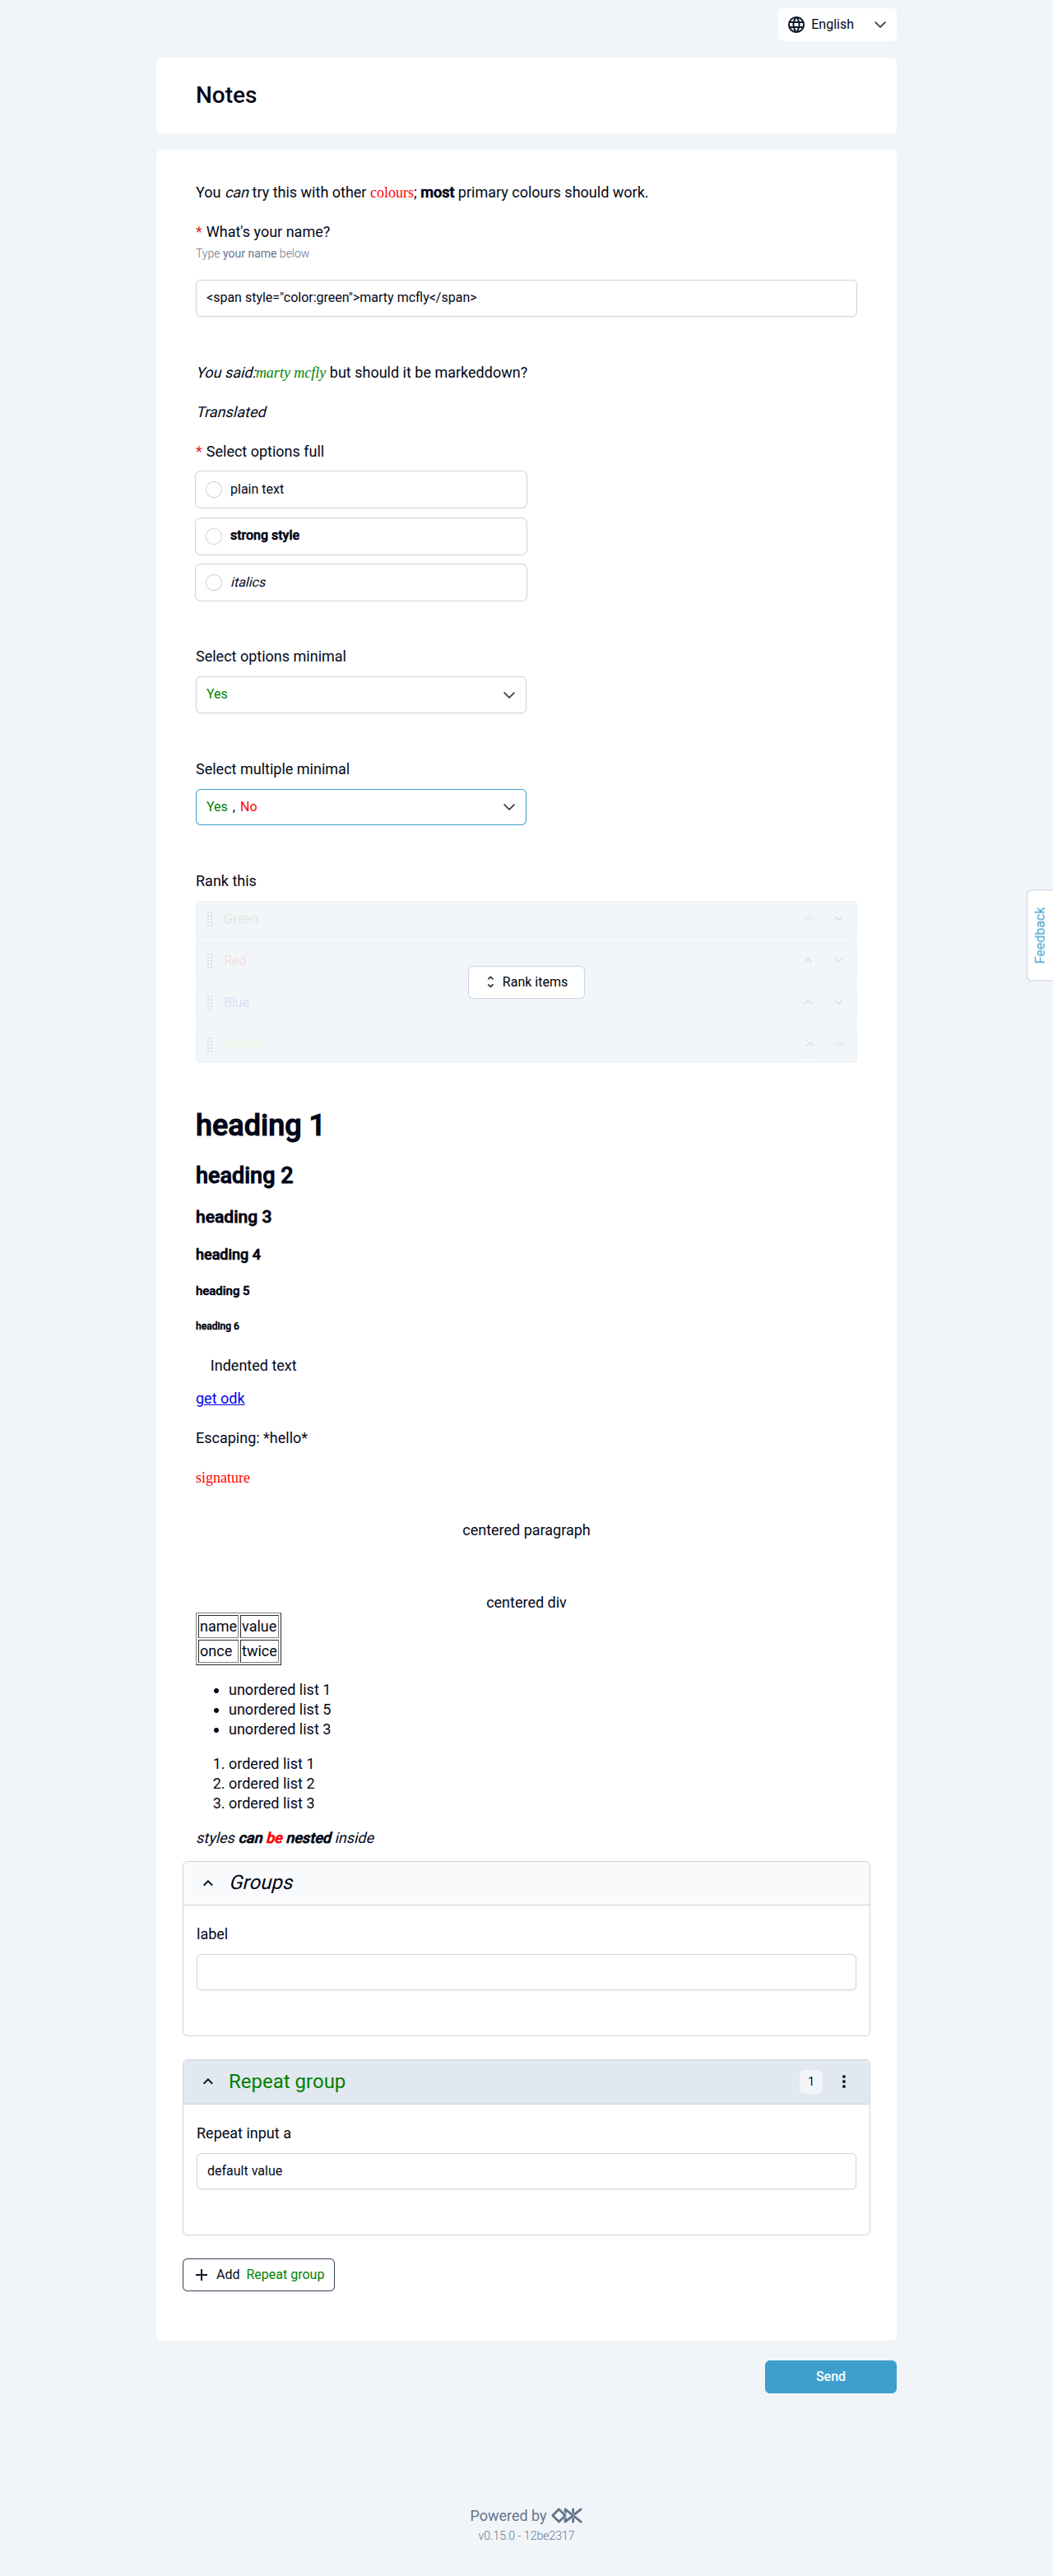 English
Notes
You can try this with other colours; most primary colours should work.
* What's your name?
Type your name below
<span style="color:green">marty mcfly</span>
You said:marty mcfly but should it be markeddown?
Translated
* Select options full
plain text
strong style
italics
Select options minimal
Yes
Select multiple minimal
Yes , No
Rank this
Green
Red
Rank items
Blue
heading 1
heading 2
heading 3
heading 4
heading 5
heading 6
Indented text
get odk
Escaping: *hello*
signature
centered paragraph
centered div
name value
once twice
unordered list 1
unordered list 5
unordered list 3
1. ordered list 1
2. ordered list 2
3. ordered list 3
styles can be nested inside
Groups
label
Repeat group 1
Repeat input a
default value
+ Add Repeat group
Send
Powered by ODK
v0.15.0 - 12be2317
Feedback